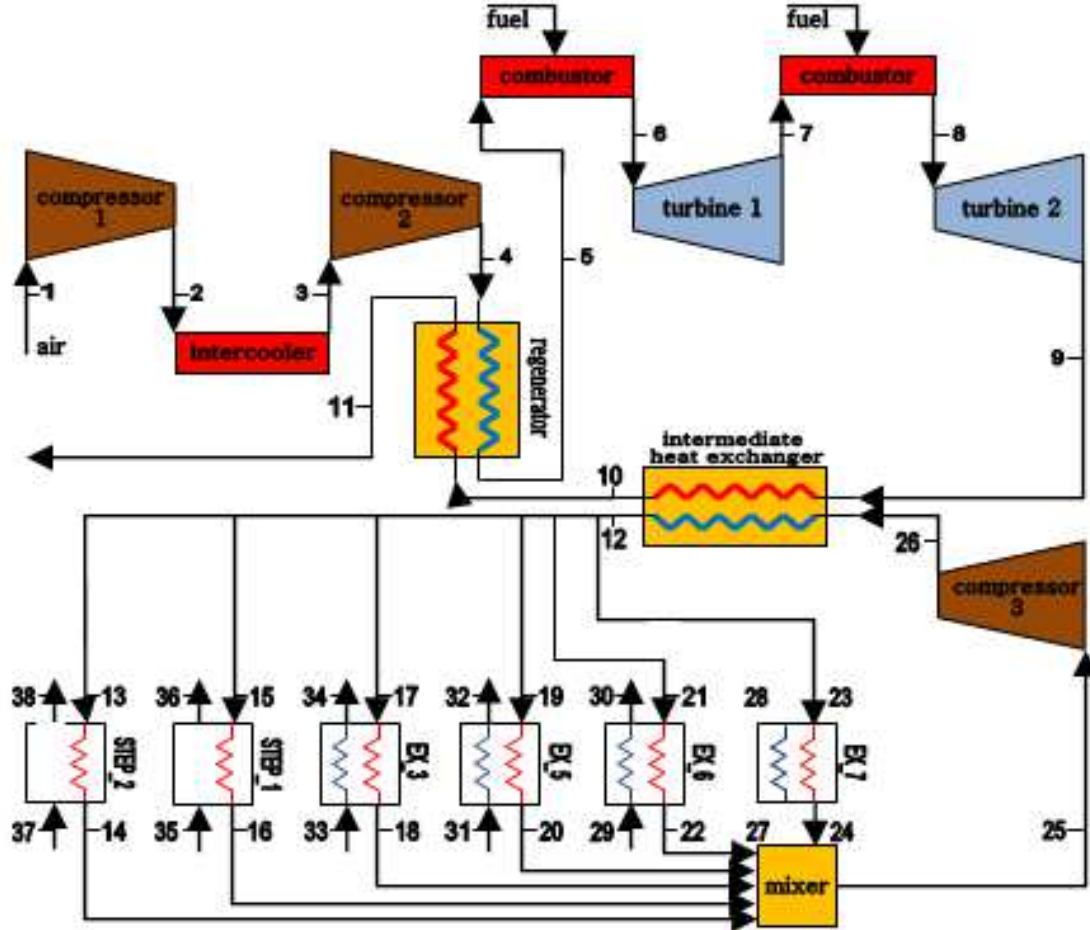 fuel
fuel
combustor
combustor
6
7
8
compressor
1
compressor
2
turbine 1
turbine 2
1
2
3
4
5
air
intercooler
regenerator
9
11
intermediate
heat exchanger
10
12
26
compressor
3
38
13
36
15
34
17
32
19
30
21
28
23
STEP_2
STEP_1
EX_3
EX_5
EX_6
EX_7
37
14
35
16
33
18
31
20
29
22
27
24
25
mixer